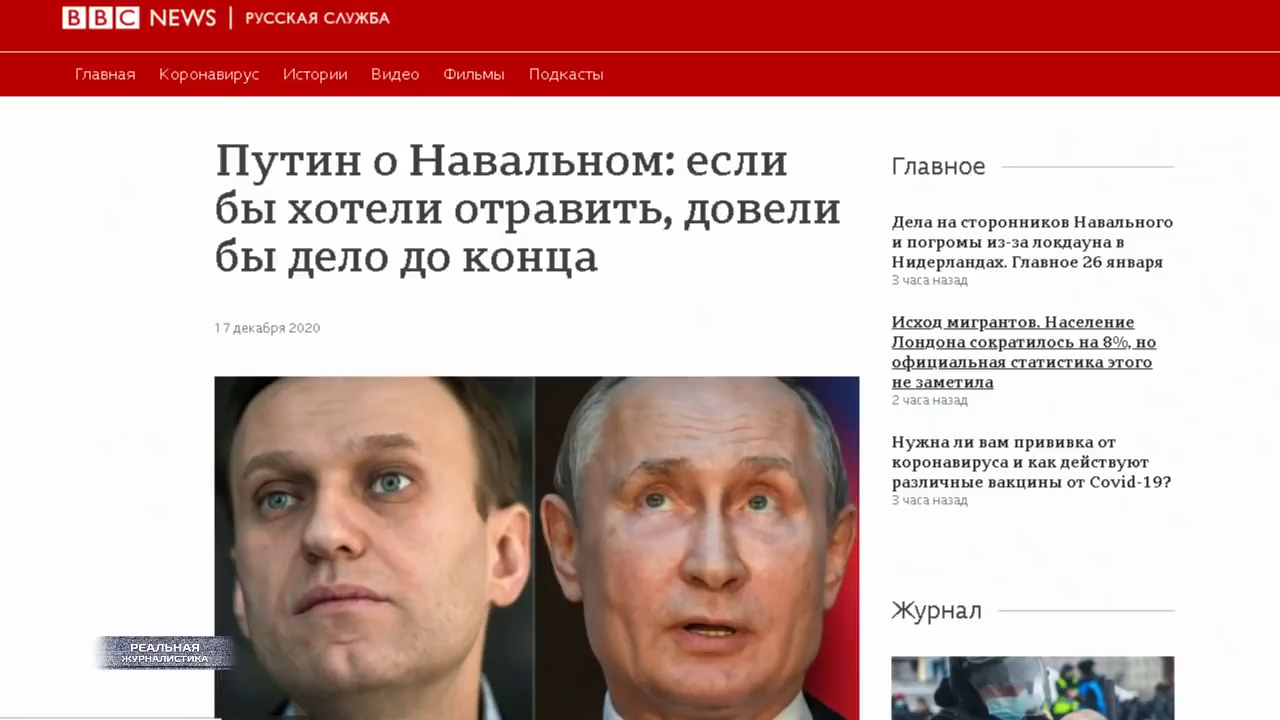 BBC NEWS | РУССКАЯ СЛУЖБА
Главная Коронавирус Истории Видео Фильмы Подкасты
Путин о Навальном: если
бы хотели отравить, довели
бы дело до конца
17 декабря 2020
Главное
Дела на сторонников Навального
и погромы из-за локдауна в
Нидерландах. Главное 26 января
3 часа назад
Исход мигрантов. Население
Лондона сократилось на 8%, но
официальная статистика этого
не заметила
2 часа назад
Нужна ли вам прививка от
коронавируса и как действуют
различные вакцины от Covid-19?
3 часа назад
Журнал
РЕАЛЬНАЯ
ЖУРНАЛИСТИКА